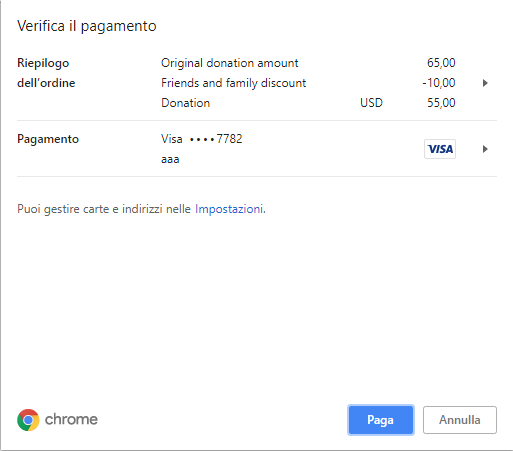 Verifica il pagamento
Riepilogo dell'ordine
Original donation amount 65,00
Friends and family discount -10,00
Donation USD 55,00
Pagamento Visa ••••7782 VISA
aaa
Puoi gestire carte e indirizzi nelle Impostazioni.
chrome Paga Annulla